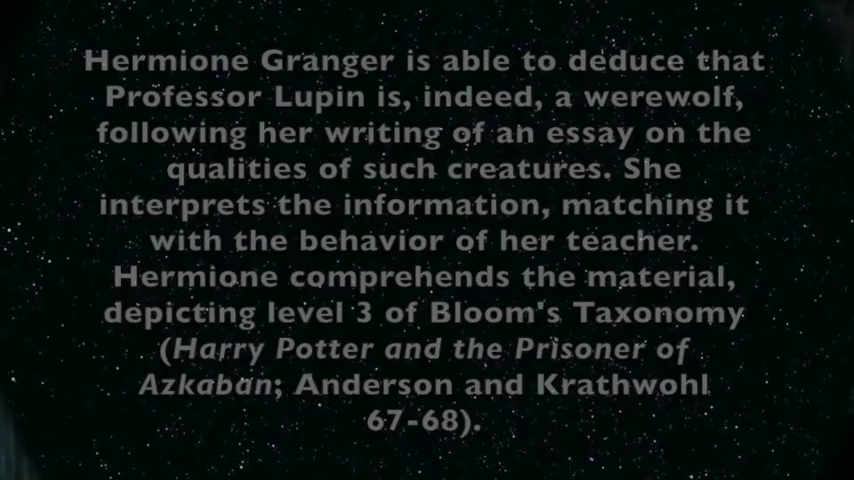 Hermione Granger is able to deduce that
Professor Lupin is, indeed, a werewolf,
following her writing of an essay on the
qualities of such creatures. She
interprets the information, matching it
with the behavior of her teacher.
Hermione comprehends the material,
depicting level 3 of Bloom's Taxonomy
(Harry Potter and the Prisoner of
Azkaban; Anderson and Krathwohl
67-68).